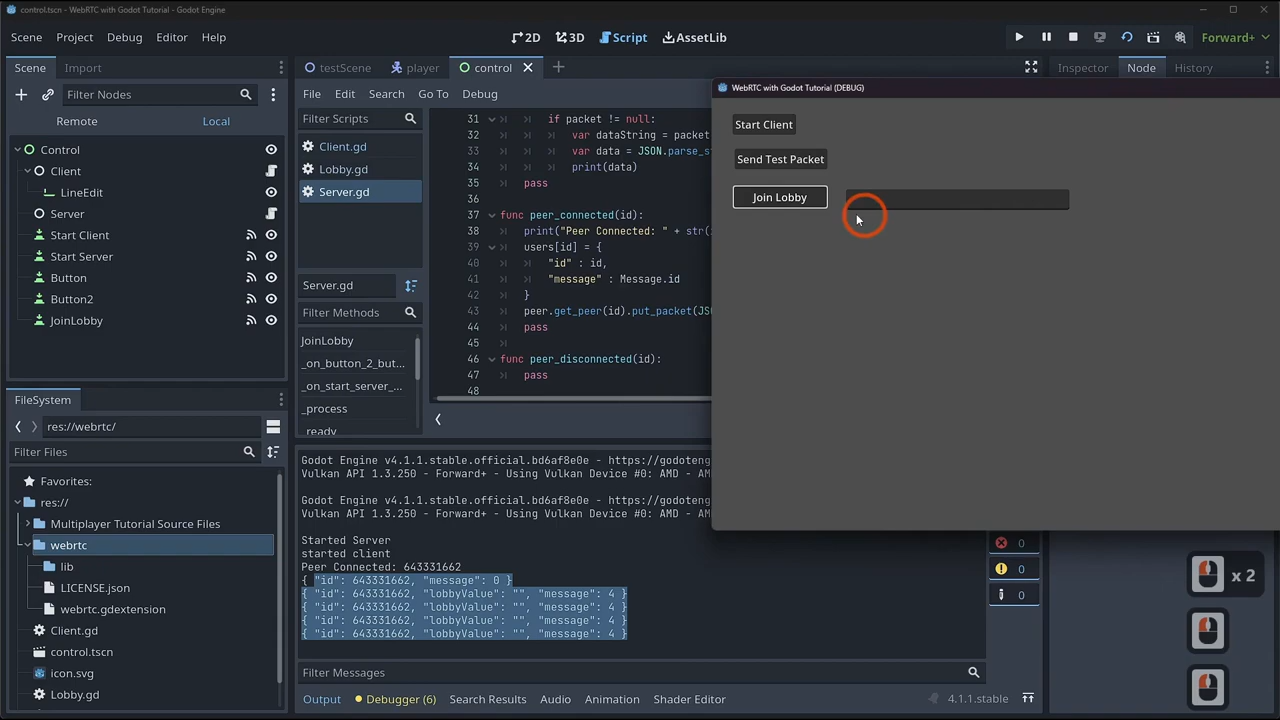 control.tscn - WebRTC with Godot Tutorial - Godot Engine
Scene Project Debug Editor Help
2D 3D Script AssetLib
Forward+
Scene Import
testScene player control
Inspector Node History
Filter Nodes
Remote Local
Control
Client
LineEdit
Server
Start Client
Start Server
Button
Button2
JoinLobby
File Edit Search Go To Debug
Filter Scripts
Client.gd
Lobby.gd
Server.gd
Server.gd
Filter Methods
JoinLobby
_on_button_2_but...
_on_start_server_...
_process
_ready
31 if packet != null:
32 var dataString = packet
33 var data = JSON.parse_s
34 print(data)
35 pass
36
37 func peer_connected(id):
38 print("Peer Connected: " + str(
39 users[id] = {
40 "id" : id,
41 "message" : Message.id
42 }
43 peer.get_peer(id).put_packet(JS
44 pass
45
46 func peer_disconnected(id):
47 pass
48
WebRTC with Godot Tutorial (DEBUG)
Start Client
Send Test Packet
Join Lobby
FileSystem
res://webrtc/
Filter Files
Favorites:
res://
Multiplayer Tutorial Source Files
webrtc
lib
LICENSE.json
webrtc.gdextension
Client.gd
control.tscn
icon.svg
Lobby.gd
Godot Engine v4.1.1.stable.official.bd6af8e0e - https://godoteng
Vulkan API 1.3.250 - Forward+ - Using Vulkan Device #0: AMD - AM
Godot Engine v4.1.1.stable.official.bd6af8e0e - https://godoteng
Vulkan API 1.3.250 - Forward+ - Using Vulkan Device #0: AMD - AM
Started Server
started client
Peer Connected: 643331662
{ "id": 643331662, "message": 0 }
{ "id": 643331662, "lobbyValue": "", "message": 4 }
{ "id": 643331662, "lobbyValue": "", "message": 4 }
{ "id": 643331662, "lobbyValue": "", "message": 4 }
{ "id": 643331662, "lobbyValue": "", "message": 4 }
0
0
0
Filter Messages
Output Debugger (6) Search Results Audio Animation Shader Editor
4.1.1.stable
x 2